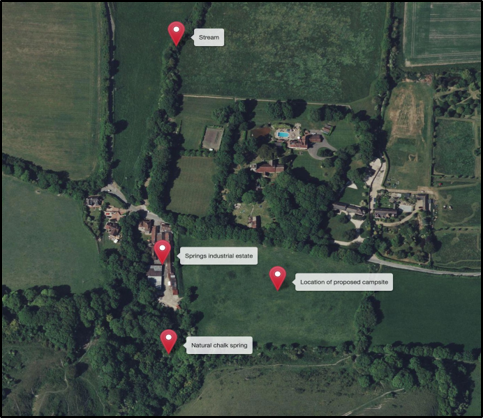 Stream
Springs industrial estate
Location of proposed campsite
Natural chalk spring